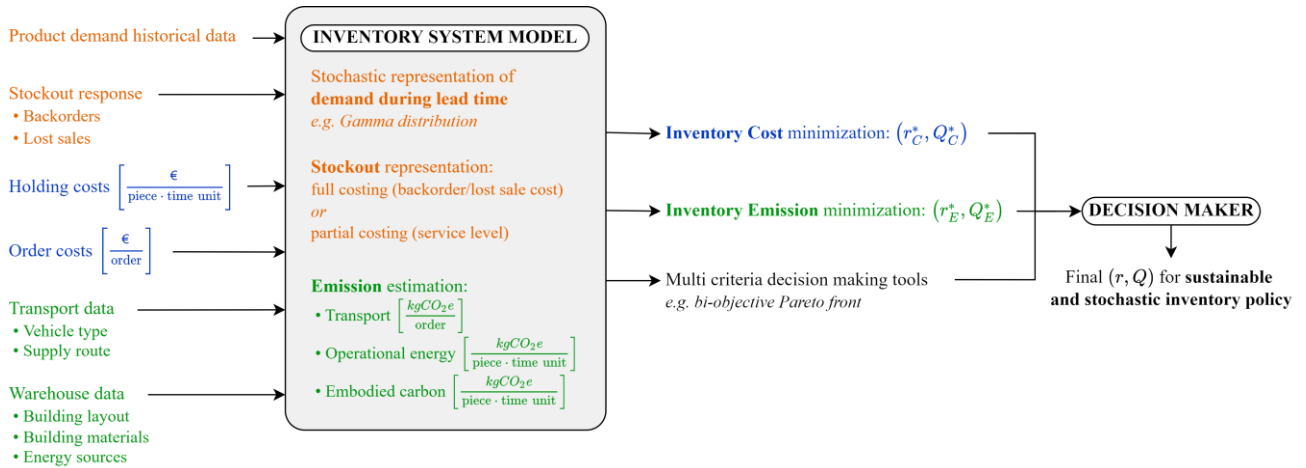 Product demand historical data
Stockout response
• Backorders
• Lost sales
Holding costs [€ / piece · time unit]
Order costs [€ / order]
Transport data
• Vehicle type
• Supply route
Warehouse data
• Building layout
• Building materials
• Energy sources
INVENTORY SYSTEM MODEL
Stochastic representation of
demand during lead time
e.g. Gamma distribution
Stockout representation:
full costing (backorder/lost sale cost)
or
partial costing (service level)
Emission estimation:
• Transport [kgCO₂e / order]
• Operational energy [kgCO₂e / piece · time unit]
• Embodied carbon [kgCO₂e / piece · time unit]
Inventory Cost minimization: (r*_C, Q*_C)
Inventory Emission minimization: (r*_E, Q*_E)
Multi criteria decision making tools
e.g. bi-objective Pareto front
DECISION MAKER
Final (r, Q) for sustainable
and stochastic inventory policy